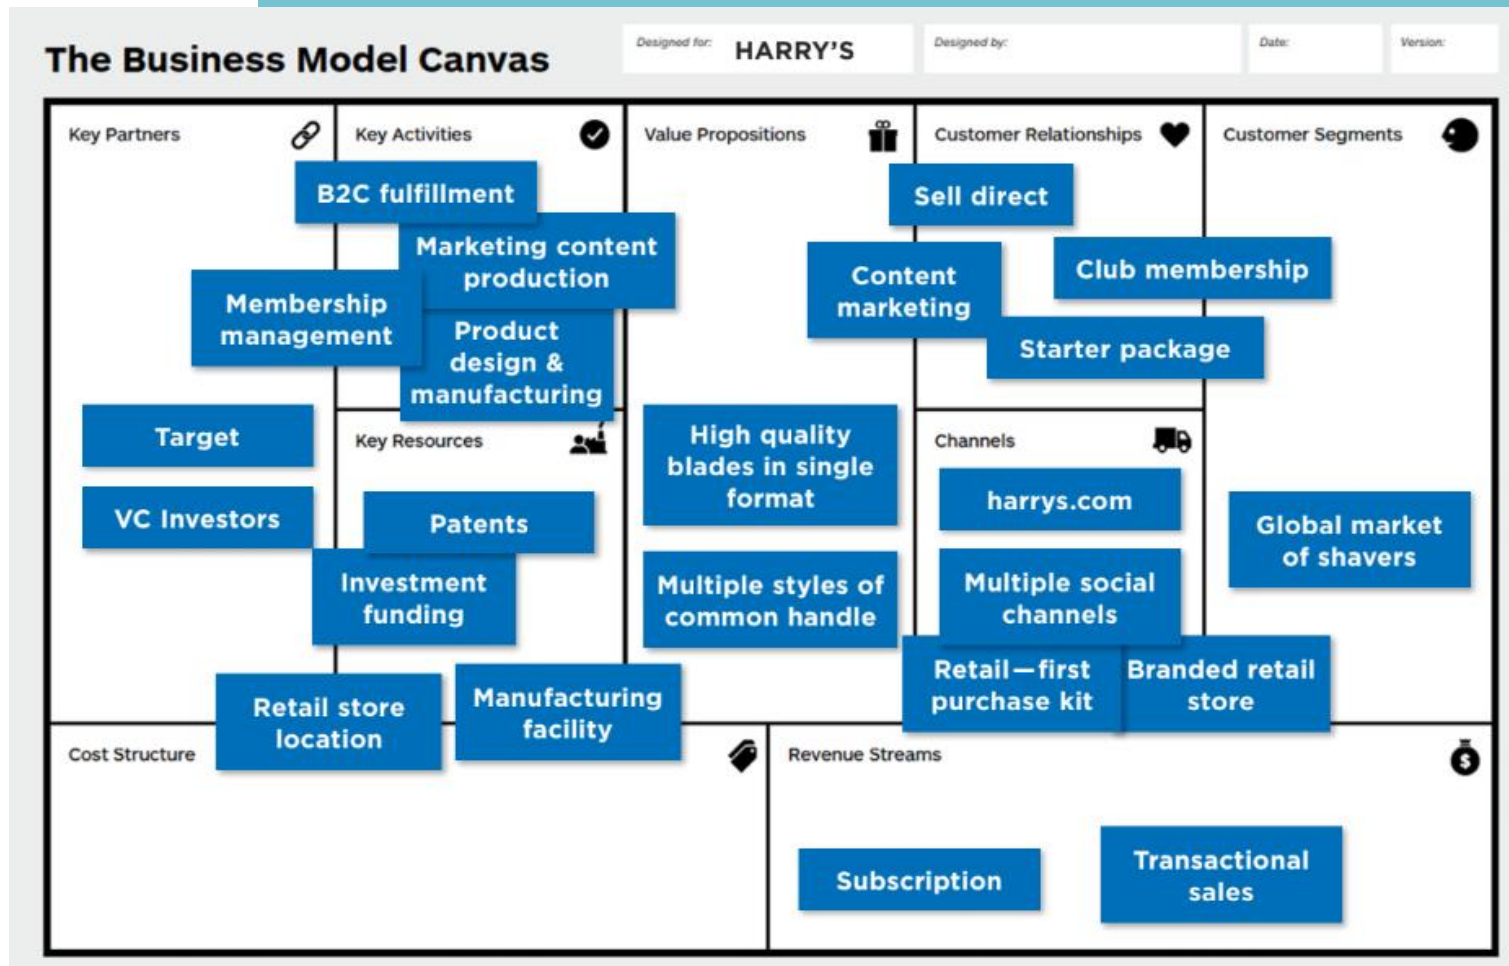 The Business Model Canvas
Designed for:
HARRY'S
Designed by:
Date:
Version:
Key Partners
Key Activities
Value Propositions
Customer Relationships
Customer Segments
B2C fulfillment
Marketing content
production
Membership
management
Product
design &
manufacturing
Sell direct
Content
marketing
Club membership
Starter package
Target
VC Investors
Key Resources
Patents
Investment
funding
Retail store
location
Manufacturing
facility
High quality
blades in single
format
Multiple styles of
common handle
Channels
harrys.com
Multiple social
channels
Retail—first
purchase kit
Branded retail
store
Global market
of shavers
Cost Structure
Revenue Streams
Subscription
Transactional
sales